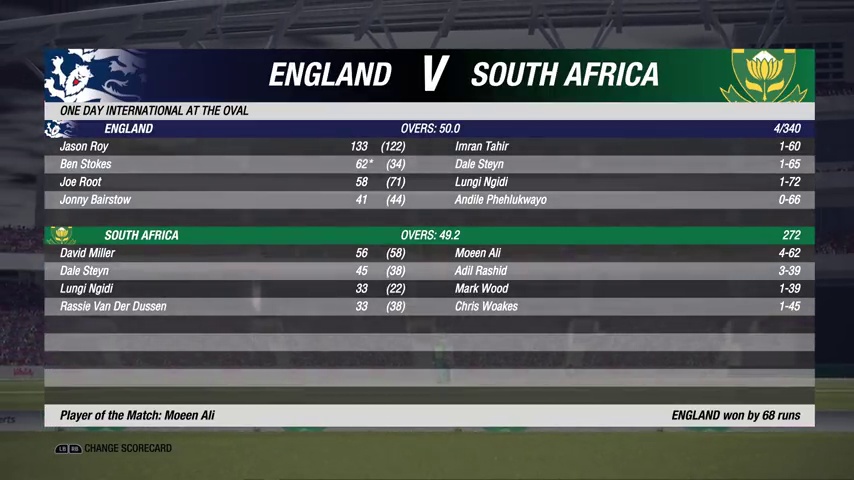 ENGLAND V SOUTH AFRICA
ONE DAY INTERNATIONAL AT THE OVAL
ENGLAND OVERS: 50.0 4/340
Jason Roy 133 (122) Imran Tahir 1-60
Ben Stokes 62* (34) Dale Steyn 1-65
Joe Root 58 (71) Lungi Ngidi 1-72
Jonny Bairstow 41 (44) Andile Phehlukwayo 0-66
SOUTH AFRICA OVERS: 49.2 272
David Miller 56 (58) Moeen Ali 4-62
Dale Steyn 45 (38) Adil Rashid 3-39
Lungi Ngidi 33 (22) Mark Wood 1-39
Rassie Van Der Dussen 33 (38) Chris Woakes 1-45
Player of the Match: Moeen Ali ENGLAND won by 68 runs
LB RB CHANGE SCORECARD